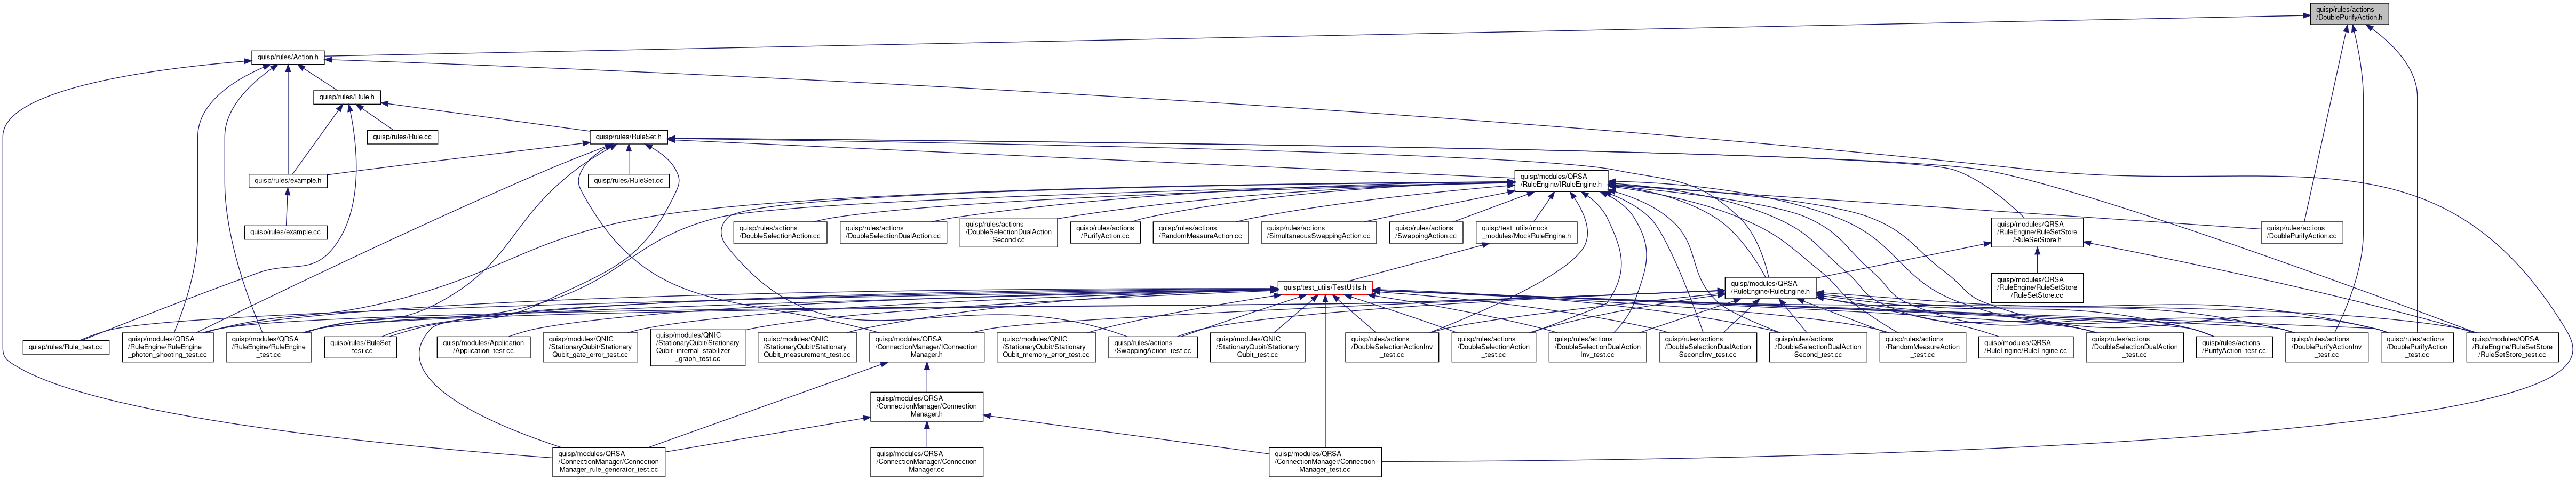 quisp/rules/actions
/DoublePurifyAction.h
quisp/rules/Action.h
quisp/rules/Rule.h
quisp/rules/Rule.cc
quisp/rules/RuleSet.h
quisp/rules/example.h
quisp/rules/RuleSet.cc
quisp/modules/QRSA
/RuleEngine/IRuleEngine.h
quisp/rules/example.cc
quisp/rules/actions
/DoubleSelectionAction.cc
quisp/rules/actions
/DoubleSelectionDualAction.cc
quisp/rules/actions
/DoubleSelectionDualAction
Second.cc
quisp/rules/actions
/PurifyAction.cc
quisp/rules/actions
/RandomMeasureAction.cc
quisp/rules/actions
/SimultaneousSwappingAction.cc
quisp/rules/actions
/SwappingAction.cc
quisp/test_utils/mock
_modules/MockRuleEngine.h
quisp/modules/QRSA
/RuleEngine/RuleSetStore
/RuleSetStore.h
quisp/rules/actions
/DoublePurifyAction.cc
quisp/test_utils/TestUtils.h
quisp/modules/QRSA
/RuleEngine/RuleEngine.h
quisp/modules/QRSA
/RuleEngine/RuleSetStore
/RuleSetStore.cc
quisp/rules/Rule_test.cc
quisp/modules/QRSA
/RuleEngine/RuleEngine
_photon_shooting_test.cc
quisp/modules/QRSA
/RuleEngine/RuleEngine
_test.cc
quisp/rules/RuleSet
_test.cc
quisp/modules/Application
/Application_test.cc
quisp/modules/QNIC
/StationaryQubit/Stationary
Qubit_gate_error_test.cc
quisp/modules/QNIC
/StationaryQubit/Stationary
Qubit_internal_stabilizer
_graph_test.cc
quisp/modules/QNIC
/StationaryQubit/Stationary
Qubit_measurement_test.cc
quisp/modules/QRSA
/ConnectionManager/IConnection
Manager.h
quisp/modules/QNIC
/StationaryQubit/Stationary
Qubit_memory_error_test.cc
quisp/rules/actions
/SwappingAction_test.cc
quisp/modules/QNIC
/StationaryQubit/Stationary
Qubit_test.cc
quisp/rules/actions
/DoubleSelectionActionInv
_test.cc
quisp/rules/actions
/DoubleSelectionAction
_test.cc
quisp/rules/actions
/DoubleSelectionDualAction
Inv_test.cc
quisp/rules/actions
/DoubleSelectionDualAction
SecondInv_test.cc
quisp/rules/actions
/DoubleSelectionDualAction
Second_test.cc
quisp/rules/actions
/RandomMeasureAction
_test.cc
quisp/modules/QRSA
/RuleEngine/RuleEngine.cc
quisp/rules/actions
/DoubleSelectionDualAction
_test.cc
quisp/rules/actions
/PurifyAction_test.cc
quisp/rules/actions
/DoublePurifyActionInv
_test.cc
quisp/rules/actions
/DoublePurifyAction
_test.cc
quisp/modules/QRSA
/RuleEngine/RuleSetStore
/RuleSetStore_test.cc
quisp/modules/QRSA
/ConnectionManager/Connection
Manager.h
quisp/modules/QRSA
/ConnectionManager/Connection
Manager_rule_generator_test.cc
quisp/modules/QRSA
/ConnectionManager/Connection
Manager.cc
quisp/modules/QRSA
/ConnectionManager/Connection
Manager_test.cc